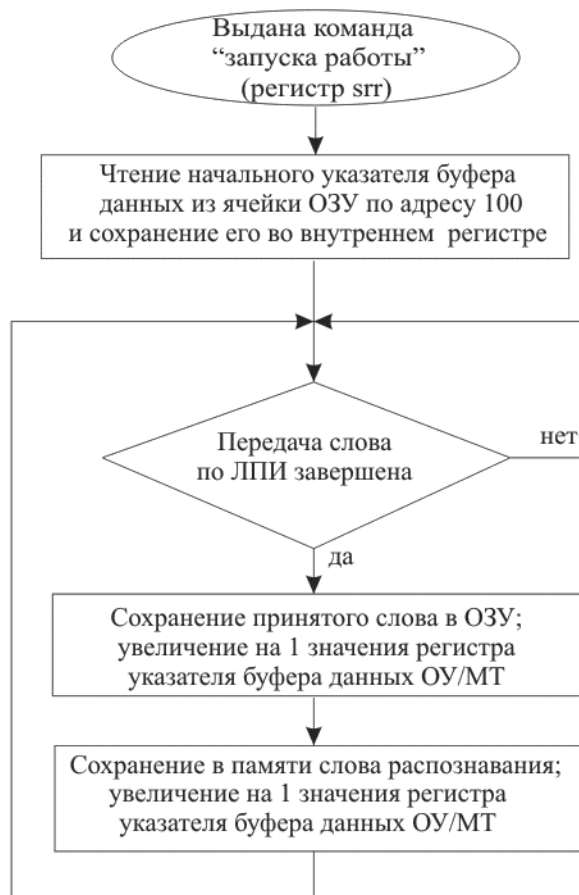 Выдана команда
“запуска работы”
(регистр srr)
Чтение начального указателя буфера
данных из ячейки ОЗУ по адресу 100
и сохранение его во внутреннем регистре
Передача слова
по ЛПИ завершена
нет
да
Сохранение принятого слова в ОЗУ;
увеличение на 1 значения регистра
указателя буфера данных ОУ/МТ
Сохранение в памяти слова распознавания;
увеличение на 1 значения регистра
указателя буфера данных ОУ/МТ